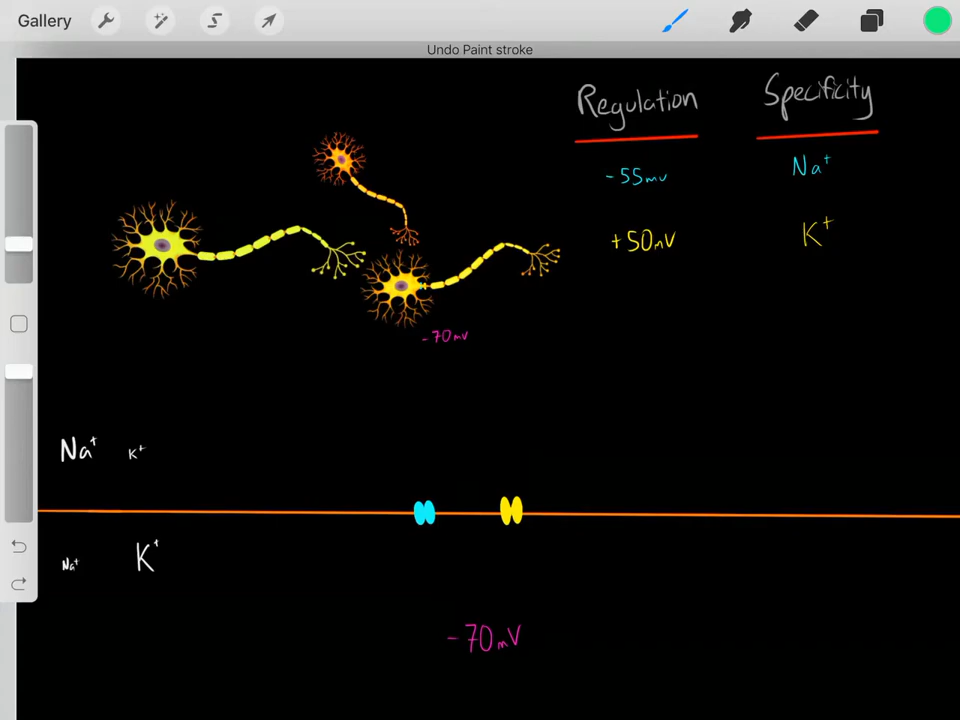 Gallery
Undo Paint stroke
Regulation Specificity
-55mv Na+
+50mV K+
-70mV
Na+ K+
Na+ K+
-70mV